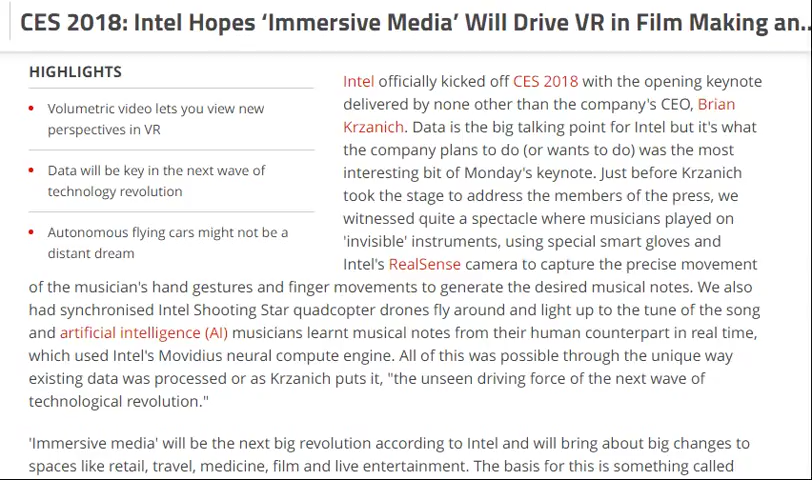 CES 2018: Intel Hopes ‘Immersive Media’ Will Drive VR in Film Making an...
HIGHLIGHTS
Volumetric video lets you view new
perspectives in VR
Data will be key in the next wave of
technology revolution
Autonomous flying cars might not be a
distant dream
Intel officially kicked off CES 2018 with the opening keynote
delivered by none other than the company's CEO, Brian
Krzanich. Data is the big talking point for Intel but it's what
the company plans to do (or wants to do) was the most
interesting bit of Monday's keynote. Just before Krzanich
took the stage to address the members of the press, we
witnessed quite a spectacle where musicians played on
'invisible' instruments, using special smart gloves and
Intel's RealSense camera to capture the precise movement
of the musician's hand gestures and finger movements to generate the desired musical notes. We also
had synchronised Intel Shooting Star quadcopter drones fly around and light up to the tune of the song
and artificial intelligence (AI) musicians learnt musical notes from their human counterpart in real time,
which used Intel's Movidius neural compute engine. All of this was possible through the unique way
existing data was processed or as Krzanich puts it, "the unseen driving force of the next wave of
technological revolution."
'Immersive media' will be the next big revolution according to Intel and will bring about big changes to
spaces like retail, travel, medicine, film and live entertainment. The basis for this is something called